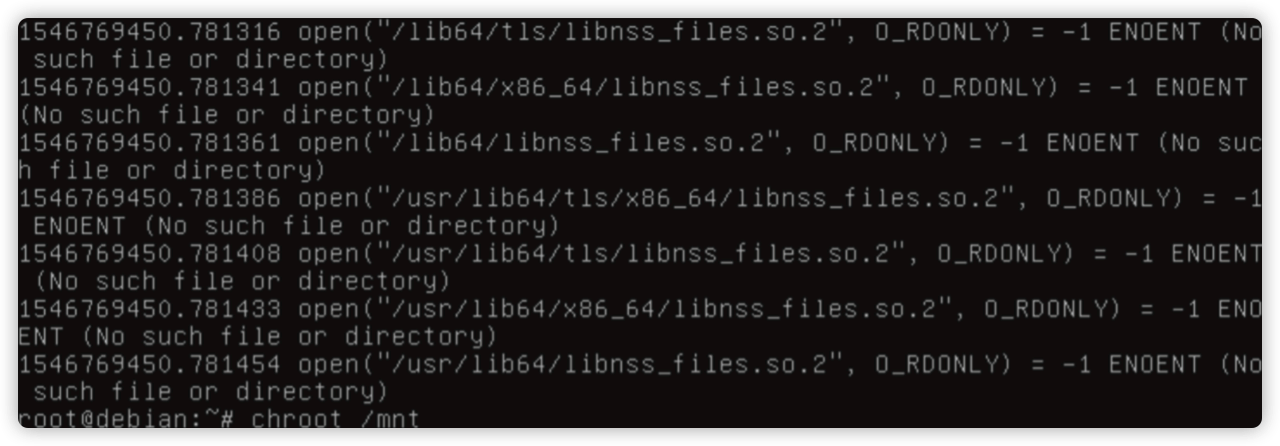 1546769450.781316 open("/lib64/tls/libnss_files.so.2", O_RDONLY) = -1 ENOENT (No
 such file or directory)
1546769450.781341 open("/lib64/x86_64/libnss_files.so.2", O_RDONLY) = -1 ENOENT
(No such file or directory)
1546769450.781361 open("/lib64/libnss_files.so.2", O_RDONLY) = -1 ENOENT (No suc
h file or directory)
1546769450.781386 open("/usr/lib64/tls/x86_64/libnss_files.so.2", O_RDONLY) = -1
 ENOENT (No such file or directory)
1546769450.781408 open("/usr/lib64/tls/libnss_files.so.2", O_RDONLY) = -1 ENOENT
 (No such file or directory)
1546769450.781433 open("/usr/lib64/x86_64/libnss_files.so.2", O_RDONLY) = -1 ENO
ENT (No such file or directory)
1546769450.781454 open("/usr/lib64/libnss_files.so.2", O_RDONLY) = -1 ENOENT (No
 such file or directory)
root@debian:~# chroot /mnt